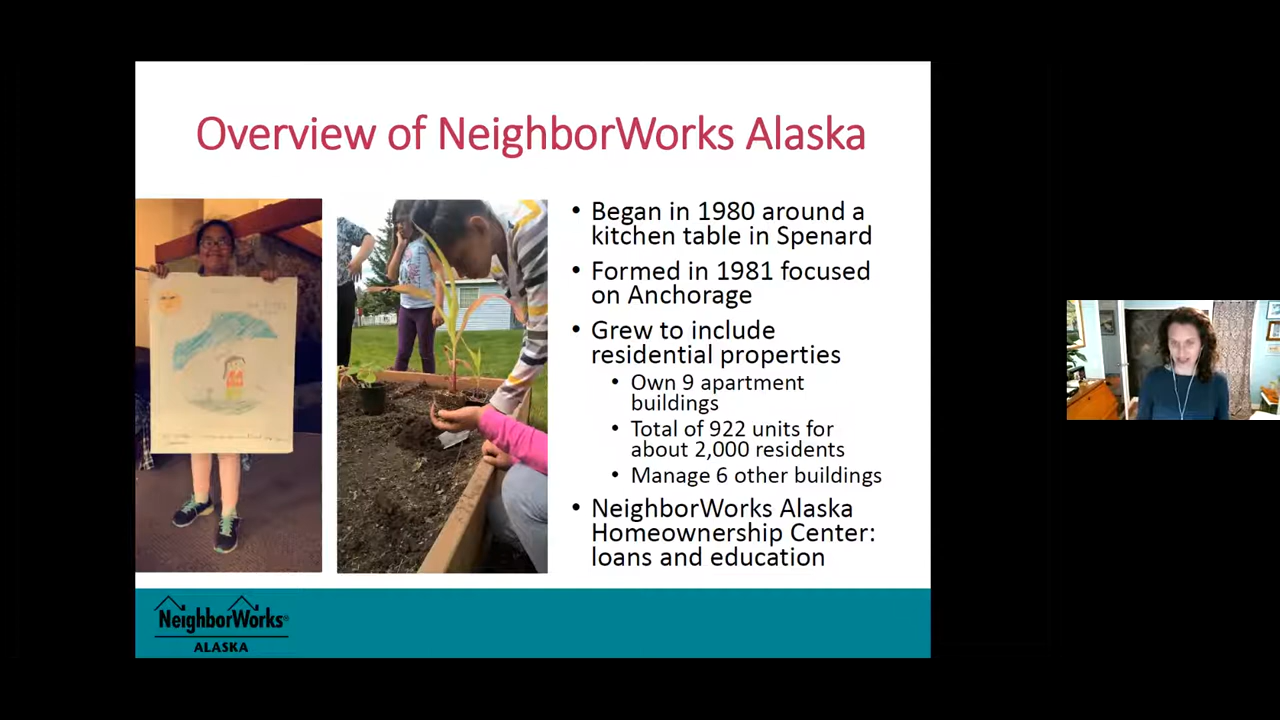 Overview of NeighborWorks Alaska
• Began in 1980 around a
kitchen table in Spenard
• Formed in 1981 focused
on Anchorage
• Grew to include
residential properties
• Own 9 apartment
buildings
• Total of 922 units for
about 2,000 residents
• Manage 6 other buildings
• NeighborWorks Alaska
Homeownership Center:
loans and education
NeighborWorks®
ALASKA